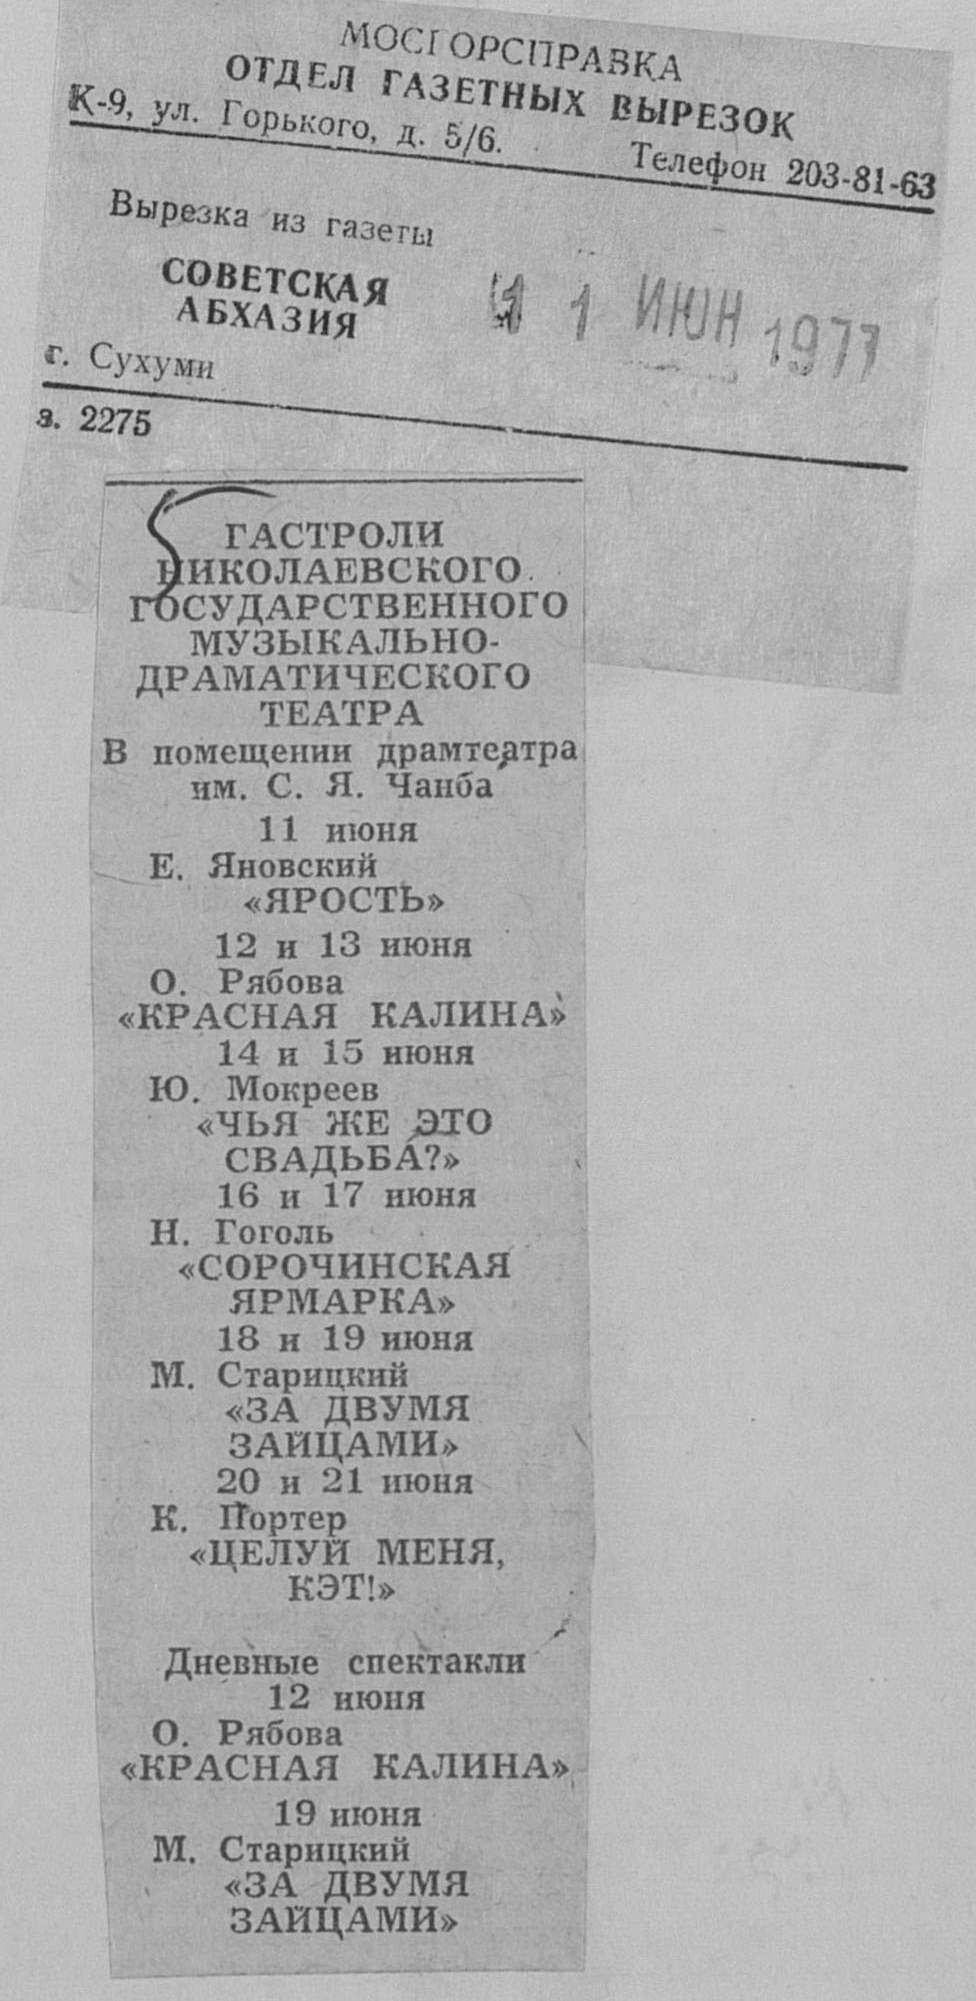 МОСГОРСПРАВКА
ОТДЕЛ ГАЗЕТНЫХ ВЫРЕЗОК
К-9, ул. Горького, д. 5/6. Телефон 203-81-63
Вырезка из газеты
СОВЕТСКАЯ
АБХАЗИЯ
11 ИЮН 1977
г. Сухуми
з. 2275
ГАСТРОЛИ
НИКОЛАЕВСКОГО
ГОСУДАРСТВЕННОГО
МУЗЫКАЛЬНО-
ДРАМАТИЧЕСКОГО
ТЕАТРА
В помещении драмтеатра
им. С. Я. Чанба
11 июня
Е. Яновский
«ЯРОСТЬ»
12 и 13 июня
О. Рябова
«КРАСНАЯ КАЛИНА»
14 и 15 июня
Ю. Мокреев
«ЧЬЯ ЖЕ ЭТО
СВАДЬБА?»
16 и 17 июня
Н. Гоголь
«СОРОЧИНСКАЯ
ЯРМАРКА»
18 и 19 июня
М. Старицкий
«ЗА ДВУМЯ
ЗАЙЦАМИ»
20 и 21 июня
К. Портер
«ЦЕЛУЙ МЕНЯ,
КЭТ!»
Дневные спектакли
12 июня
О. Рябова
«КРАСНАЯ КАЛИНА»
19 июня
М. Старицкий
«ЗА ДВУМЯ
ЗАЙЦАМИ»